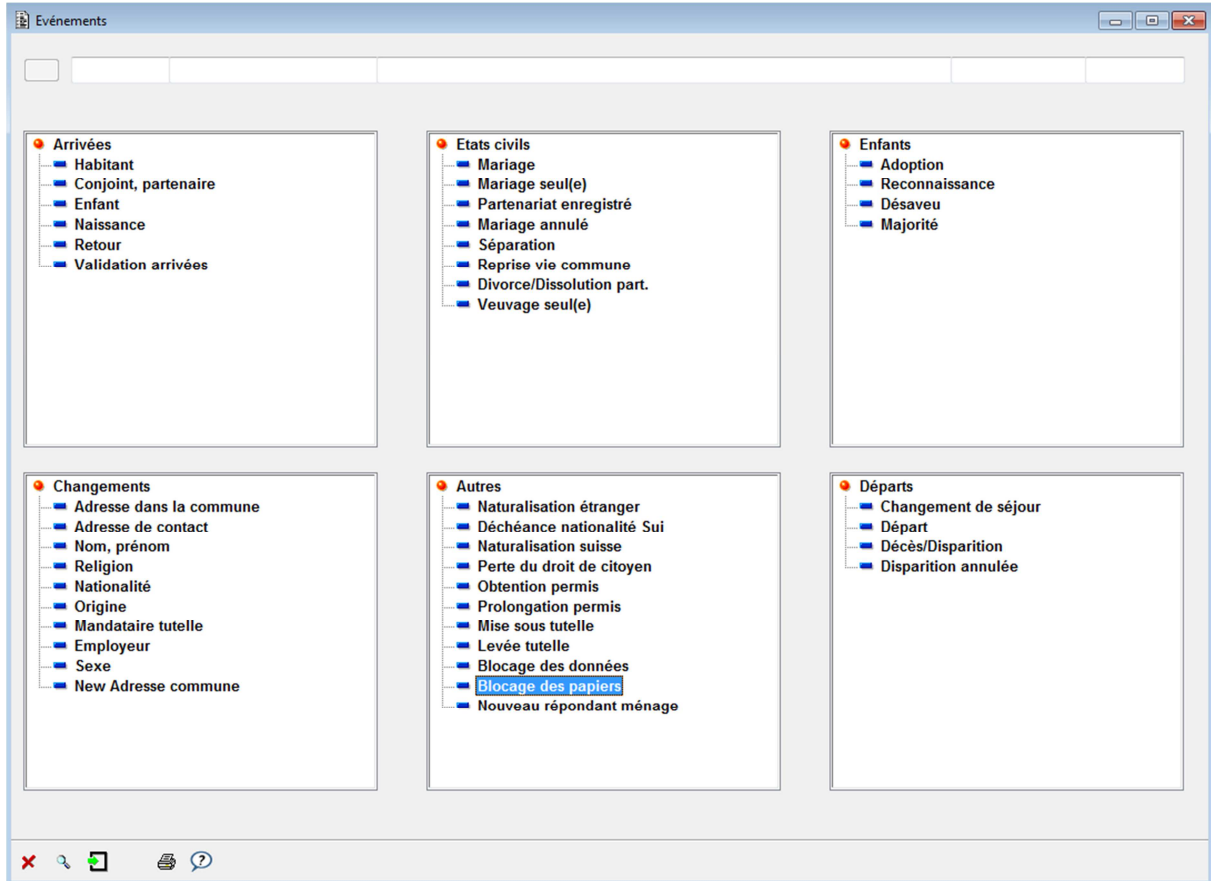 Evénements
Arrivées
Habitant
Conjoint, partenaire
Enfant
Naissance
Retour
Validation arrivées
Etats civils
Mariage
Mariage seul(e)
Partenariat enregistré
Mariage annulé
Séparation
Reprise vie commune
Divorce/Dissolution part.
Veuvage seul(e)
Enfants
Adoption
Reconnaissance
Désaveu
Majorité
Changements
Adresse dans la commune
Adresse de contact
Nom, prénom
Religion
Nationalité
Origine
Mandataire tutelle
Employeur
Sexe
New Adresse commune
Autres
Naturalisation étranger
Déchéance nationalité Sui
Naturalisation suisse
Perte du droit de citoyen
Obtention permis
Prolongation permis
Mise sous tutelle
Levée tutelle
Blocage des données
Blocage des papiers
Nouveau répondant ménage
Départs
Changement de séjour
Départ
Décès/Disparition
Disparition annulée